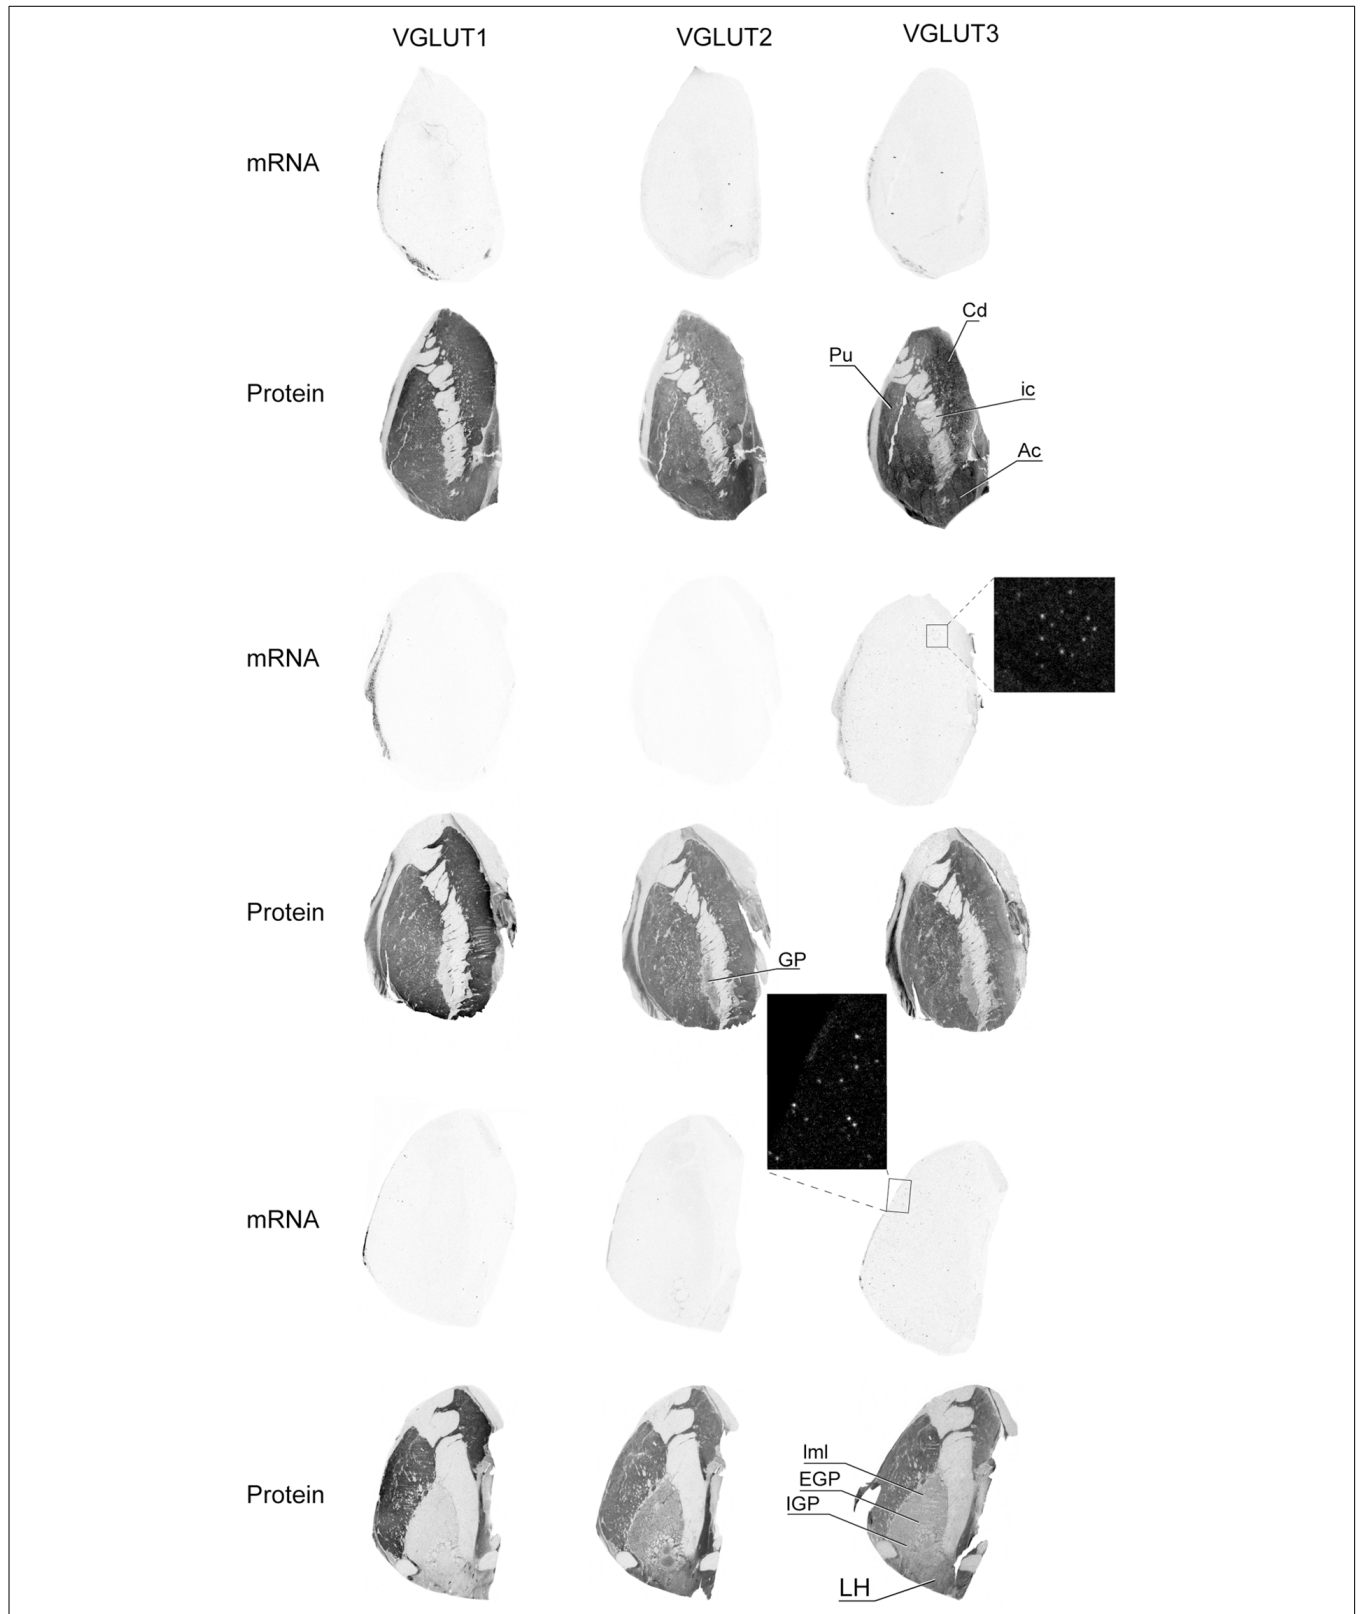 VGLUT1 VGLUT2 VGLUT3
mRNA
Cd
Pu
Protein
ic
Ac
mRNA
Protein
GP
mRNA
lml
EGP
Protein
IGP
LH